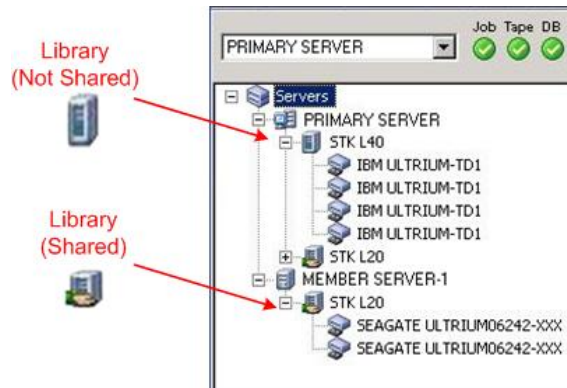 Library
(Not Shared)
Library
(Shared)
Job Tape DB
PRIMARY SERVER
Servers
PRIMARY SERVER
STK L40
IBM ULTRIUM-TD1
IBM ULTRIUM-TD1
IBM ULTRIUM-TD1
IBM ULTRIUM-TD1
STK L20
MEMBER SERVER-1
STK L20
SEAGATE ULTRIUM06242-XXX
SEAGATE ULTRIUM06242-XXX